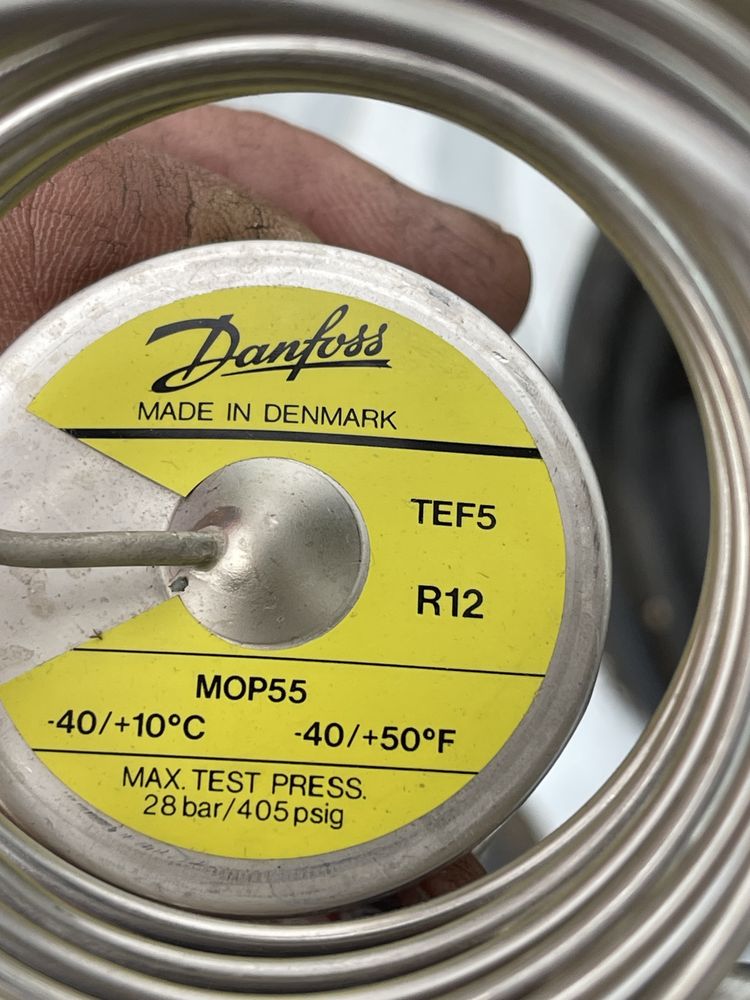 Danfoss
MADE IN DENMARK
TEF5
R12
MOP55
-40/+10°C -40/+50°F
MAX. TEST PRESS.
28 bar/405 psig